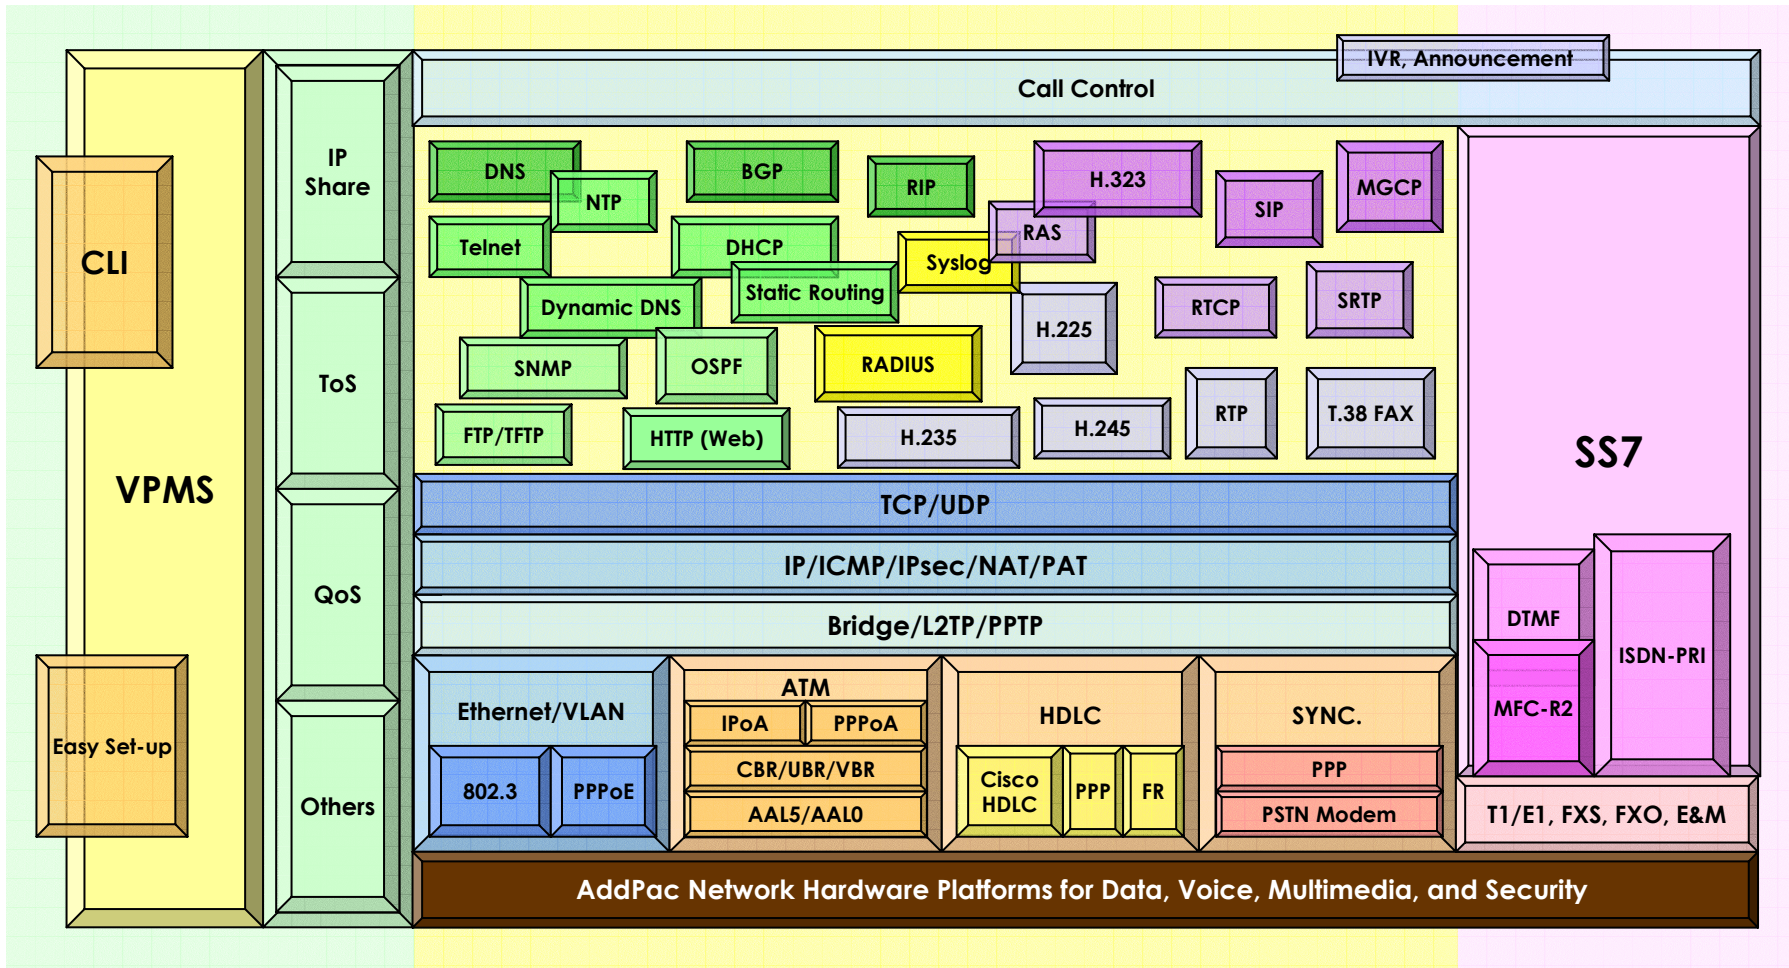 IVR, Announcement
Call Control
CLI
VPMS
Easy Set-up
IP
Share
ToS
QoS
Others
DNS
NTP
BGP
RIP
H.323
SIP
MGCP
Telnet
DHCP
Syslog
RAS
Dynamic DNS
Static Routing
H.225
RTCP
SRTP
SNMP
OSPF
RADIUS
FTP/TFTP
HTTP (Web)
H.235
H.245
RTP
T.38 FAX
TCP/UDP
IP/ICMP/IPsec/NAT/PAT
Bridge/L2TP/PPTP
Ethernet/VLAN
802.3
PPPoE
ATM
IPoA
PPPoA
CBR/UBR/VBR
AAL5/AAL0
HDLC
Cisco
HDLC
PPP
FR
SYNC.
PPP
PSTN Modem
SS7
DTMF
MFC-R2
ISDN-PRI
T1/E1, FXS, FXO, E&M
AddPac Network Hardware Platforms for Data, Voice, Multimedia, and Security